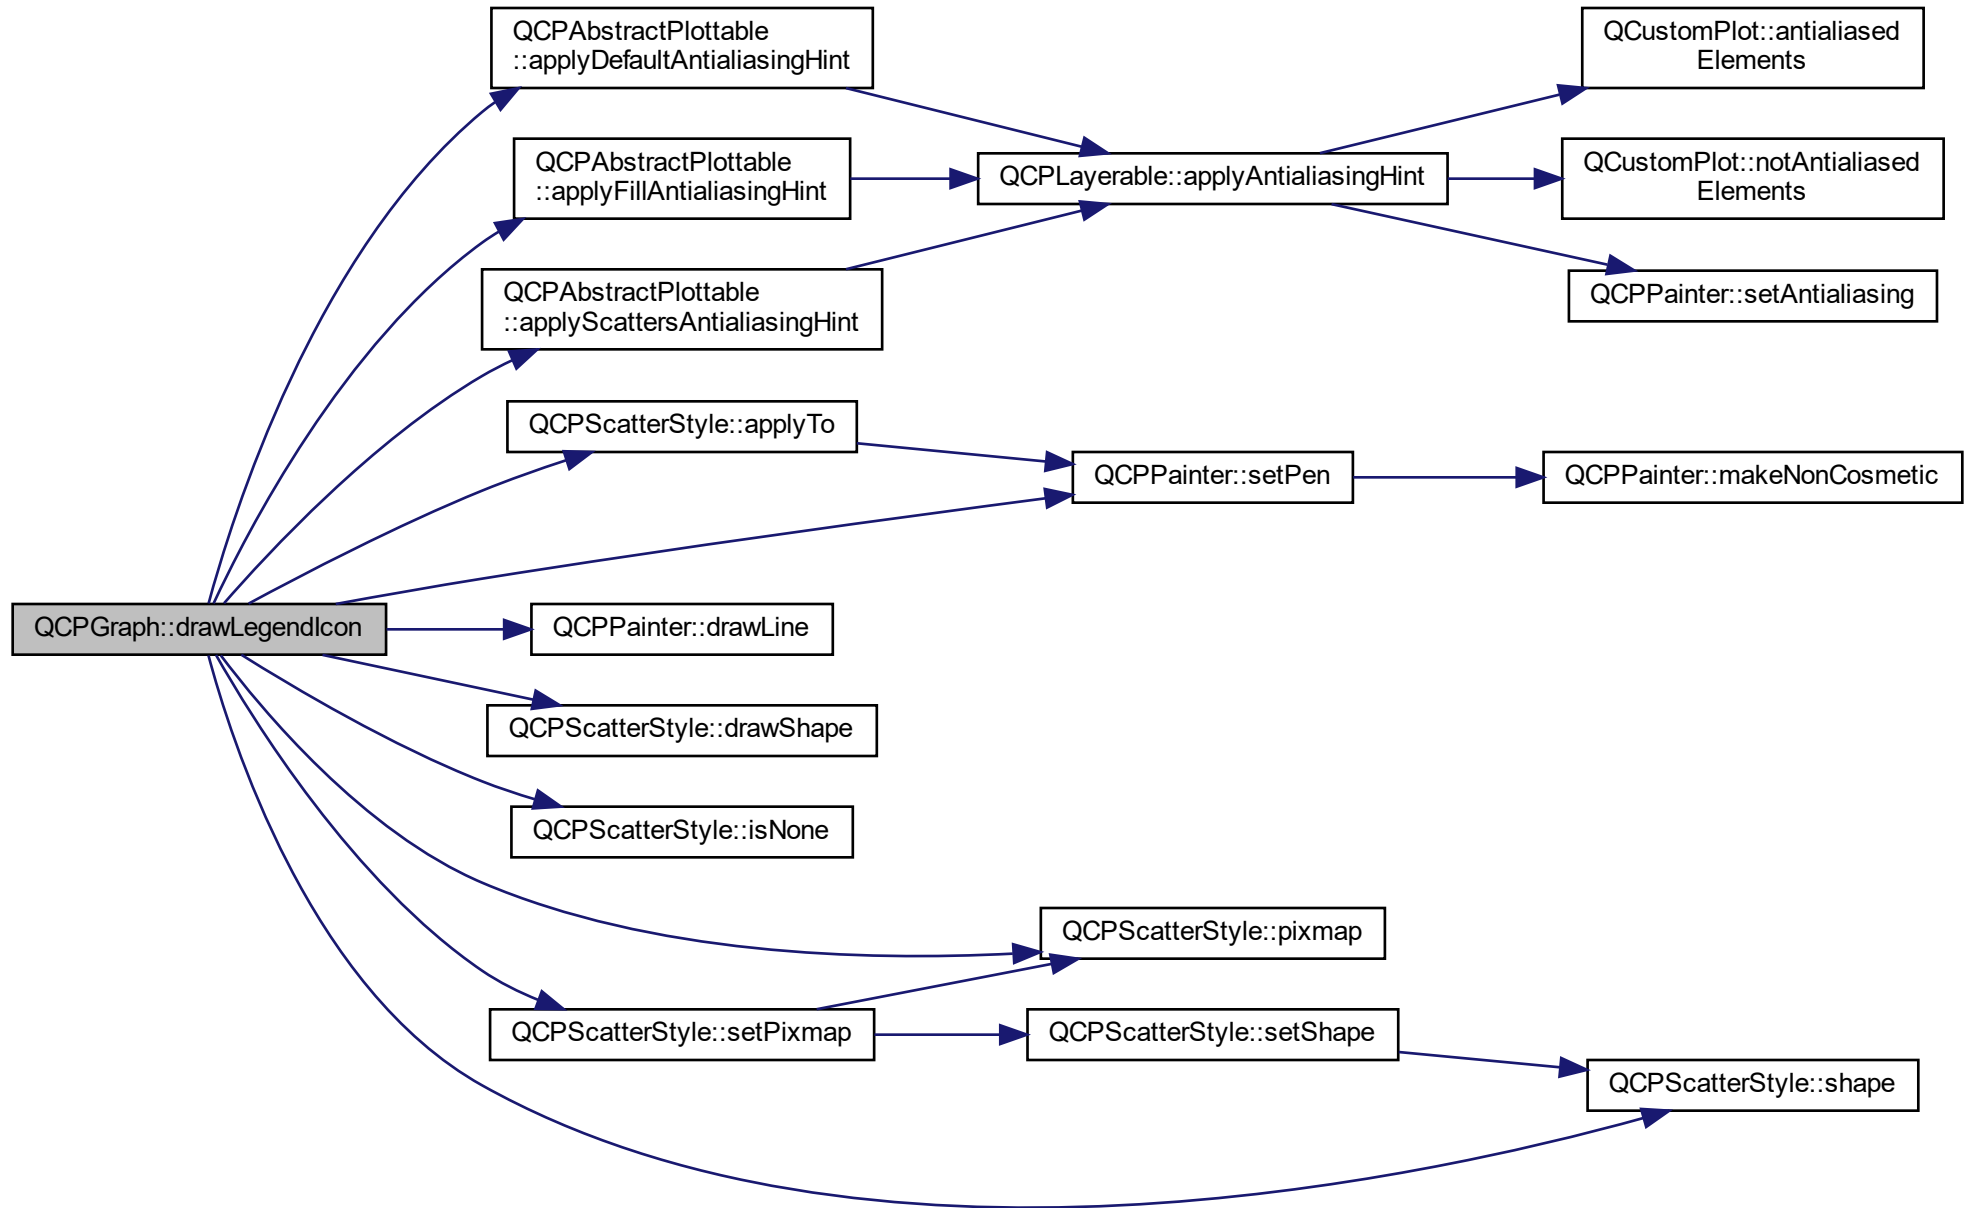 QCPAbstractPlottable
::applyDefaultAntialiasingHint
QCustomPlot::antialiased
Elements
QCPAbstractPlottable
::applyFillAntialiasingHint
QCPLayerable::applyAntialiasingHint
QCustomPlot::notAntialiased
Elements
QCPAbstractPlottable
::applyScattersAntialiasingHint
QCPPainter::setAntialiasing
QCPScatterStyle::applyTo
QCPPainter::setPen
QCPPainter::makeNonCosmetic
QCPGraph::drawLegendIcon
QCPPainter::drawLine
QCPScatterStyle::drawShape
QCPScatterStyle::isNone
QCPScatterStyle::pixmap
QCPScatterStyle::setPixmap
QCPScatterStyle::setShape
QCPScatterStyle::shape